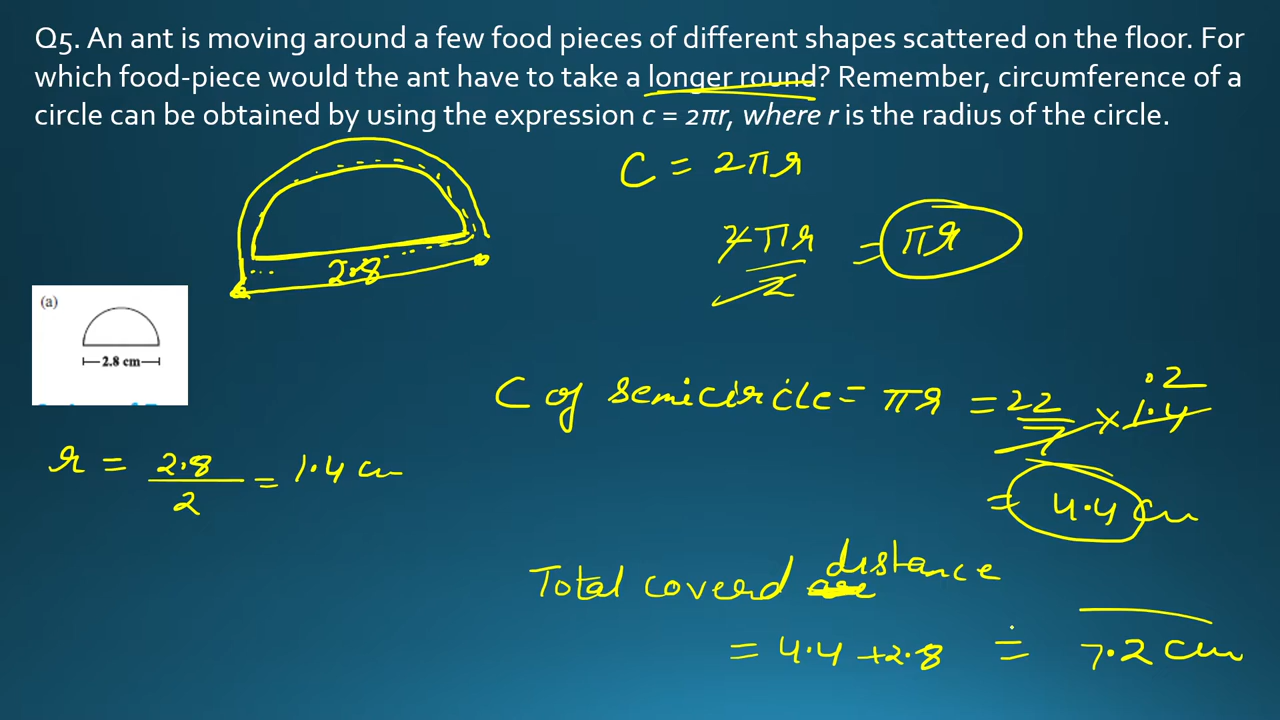 Q5. An ant is moving around a few food pieces of different shapes scattered on the floor. For
which food-piece would the ant have to take a longer round? Remember, circumference of a
circle can be obtained by using the expression c = 2πr, where r is the radius of the circle.
C = 2πr
2.8
2πr/2 = πr
(a)
2.8 cm
C of semicircle = πr = 22/7 × 1.4 .2
r = 2.8/2 = 1.4 cm
= 4.4 cm
Total coverd distance
= 4.4 + 2.8 = 7.2 cm